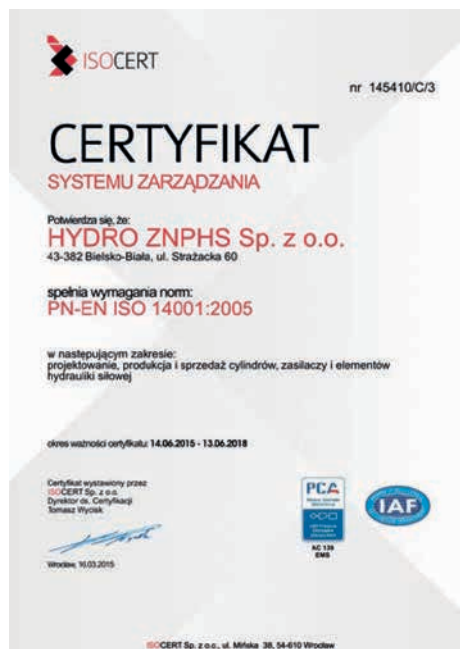 ISOCERT
nr 145410/C/3
CERTYFIKAT
SYSTEMU ZARZĄDZANIA
Potwierdza się, że:
HYDRO ZNPHS Sp. z o.o.
43-382 Bielsko-Biała, ul. Strażacka 60
spełnia wymagania norm:
PN-EN ISO 14001:2005
w następującym zakresie:
projektowanie, produkcja i sprzedaż cylindrów, zasilaczy i elementów
hydrauliki siłowej
okres ważności certyfikatu: 14.06.2015 - 13.06.2018
Certyfikat wystawiony przez
ISOCERT Sp. z o.o.
Dyrektor ds. Certyfikacji
Tomasz Wycisk
PCA
IAF
AC 139
EMS
Wrocław, 16.03.2015
ISOCERT Sp. z o.o., ul. Mińska 38, 54-610 Wrocław